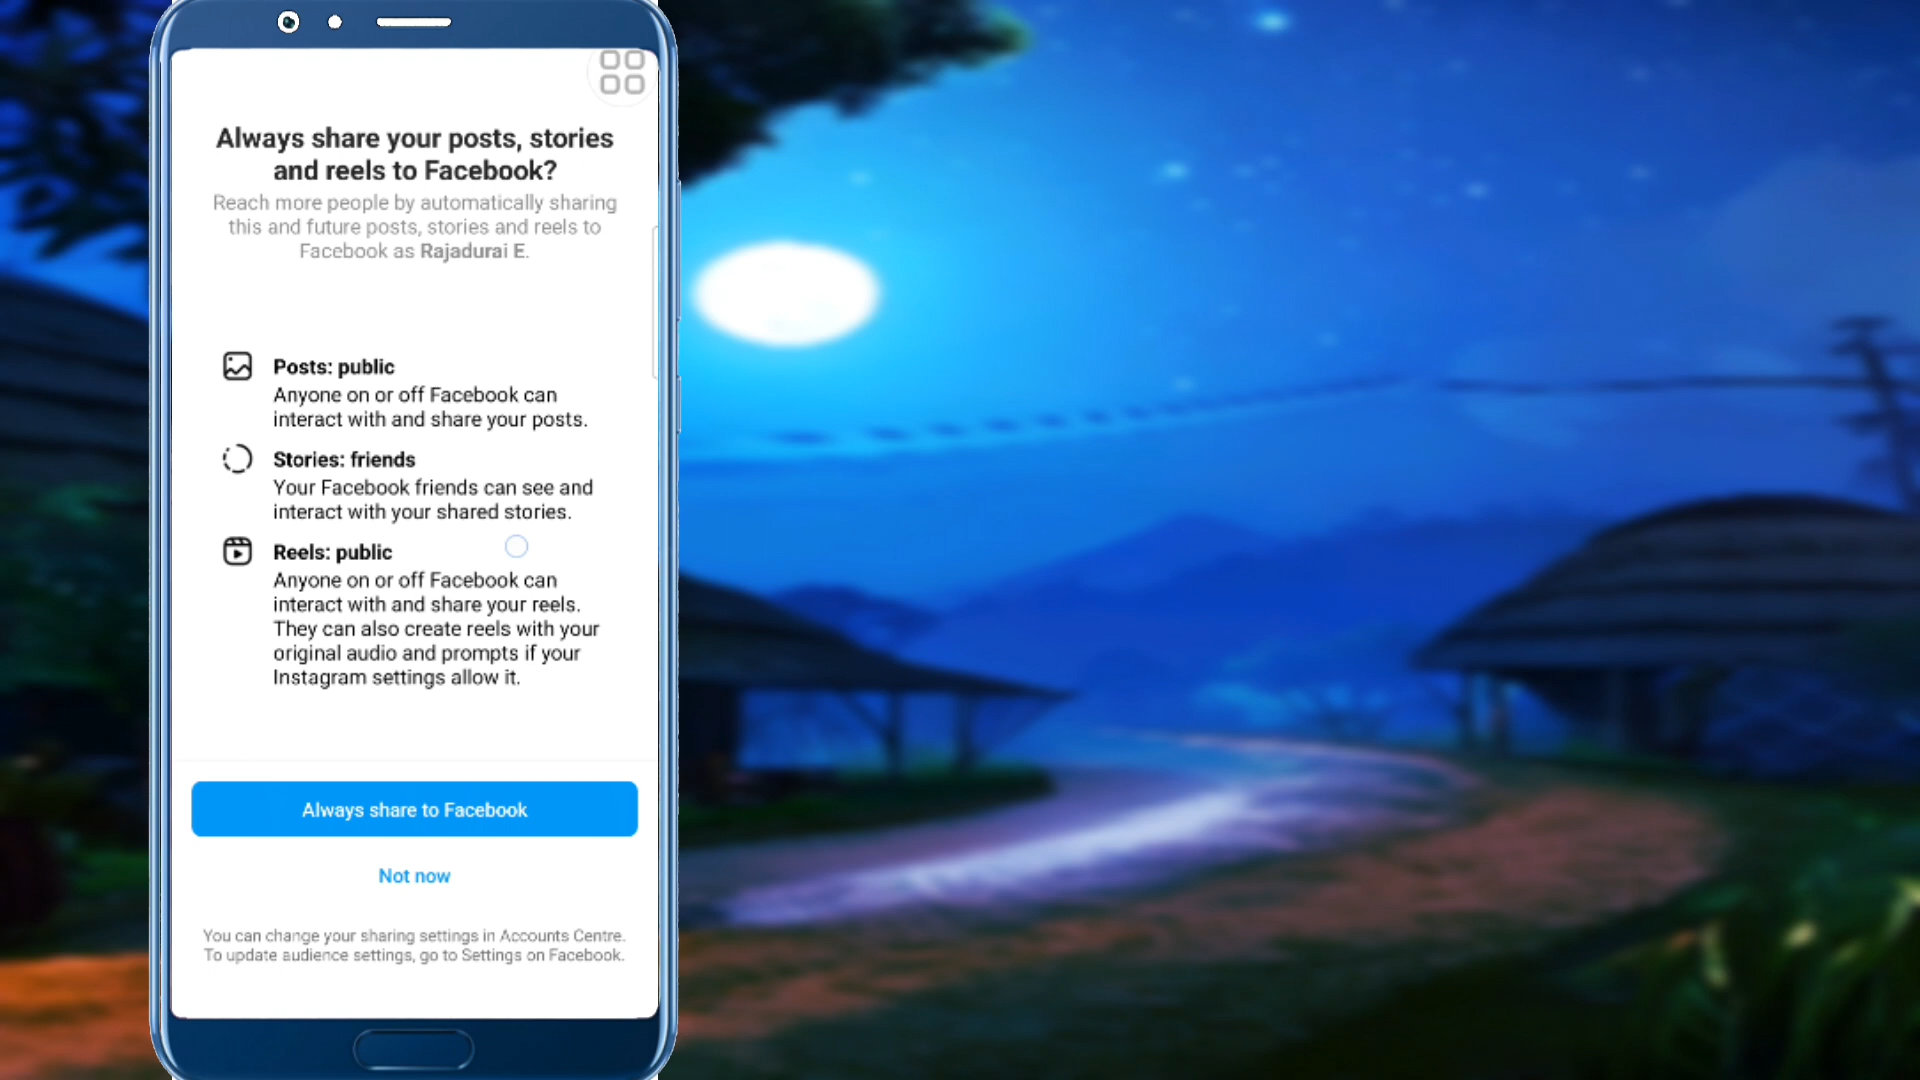 Always share your posts, stories
and reels to Facebook?
Reach more people by automatically sharing
this and future posts, stories and reels to
Facebook as Rajadurai E.
Posts: public
Anyone on or off Facebook can
interact with and share your posts.
Stories: friends
Your Facebook friends can see and
interact with your shared stories.
Reels: public
Anyone on or off Facebook can
interact with and share your reels.
They can also create reels with your
original audio and prompts if your
Instagram settings allow it.
Always share to Facebook
Not now
You can change your sharing settings in Accounts Centre.
To update audience settings, go to Settings on Facebook.